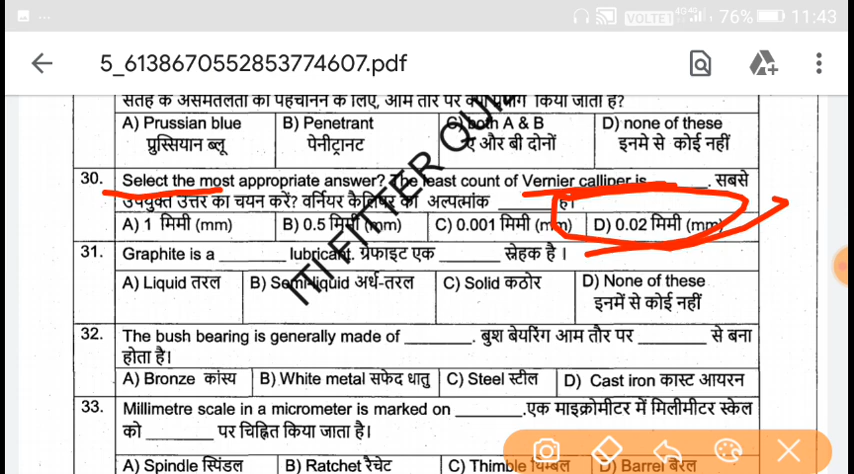 VOLTE1 4G 4G 76% 11:43
5_6138670552853774607.pdf
सतह के असमतलता को पहचानने के लिए, आम तौर पर क्या प्रयोग किया जाता है?
A) Prussian blue B) Penetrant C) both A & B D) none of these
प्रुस्सियान ब्लू पेनीट्रानट ए और बी दोनों इनमे से कोई नहीं
30. Select the most appropriate answer? The least count of Vernier calliper is ______. सबसे
उपयुक्त उत्तर का चयन करें? वर्नियर कैलिपर का अल्पत्मांक ______ है।
A) 1 मिमी (mm) B) 0.5 मिमी (mm) C) 0.001 मिमी (mm) D) 0.02 मिमी (mm)
31. Graphite is a ______ lubricant. ग्रेफाइट एक ______ स्नेहक है ।
A) Liquid तरल B) Semi-liquid अर्ध-तरल C) Solid कठोर D) None of these
इनमें से कोई नहीं
32. The bush bearing is generally made of ______. बुश बेयरिंग आम तौर पर ______ से बना
होता है।
A) Bronze कांस्य B) White metal सफेद धातु C) Steel स्टील D) Cast iron कास्ट आयरन
33. Millimetre scale in a micrometer is marked on ______.एक माइक्रोमीटर में मिलीमीटर स्केल
को ______ पर चिह्नित किया जाता है।
A) Spindle स्पिंडल B) Ratchet रैचेट C) Thimble थिम्बल D) Barrel बैरल
ITI FITTER QUI